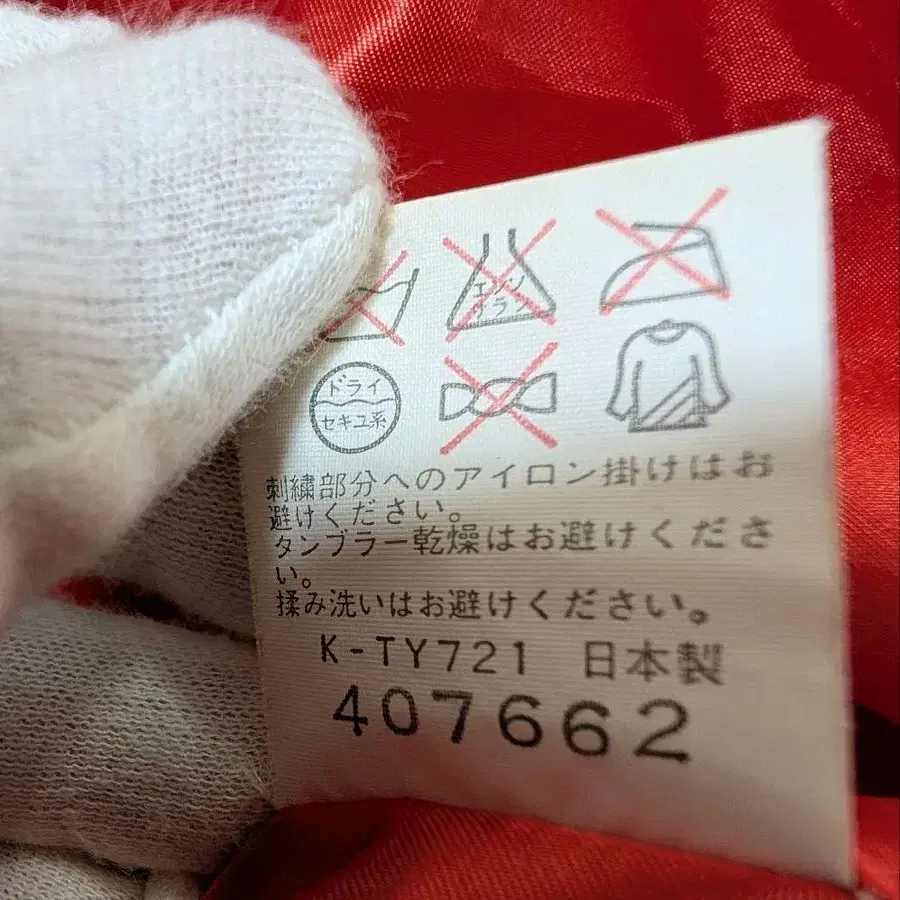 エンソ
サラシ
ドライ
セキユ系
刺繍部分へのアイロン掛けはお
避けください。
タンブラー乾燥はお避けくださ
い。
揉み洗いはお避けください。
K-TY721 日本製
407662